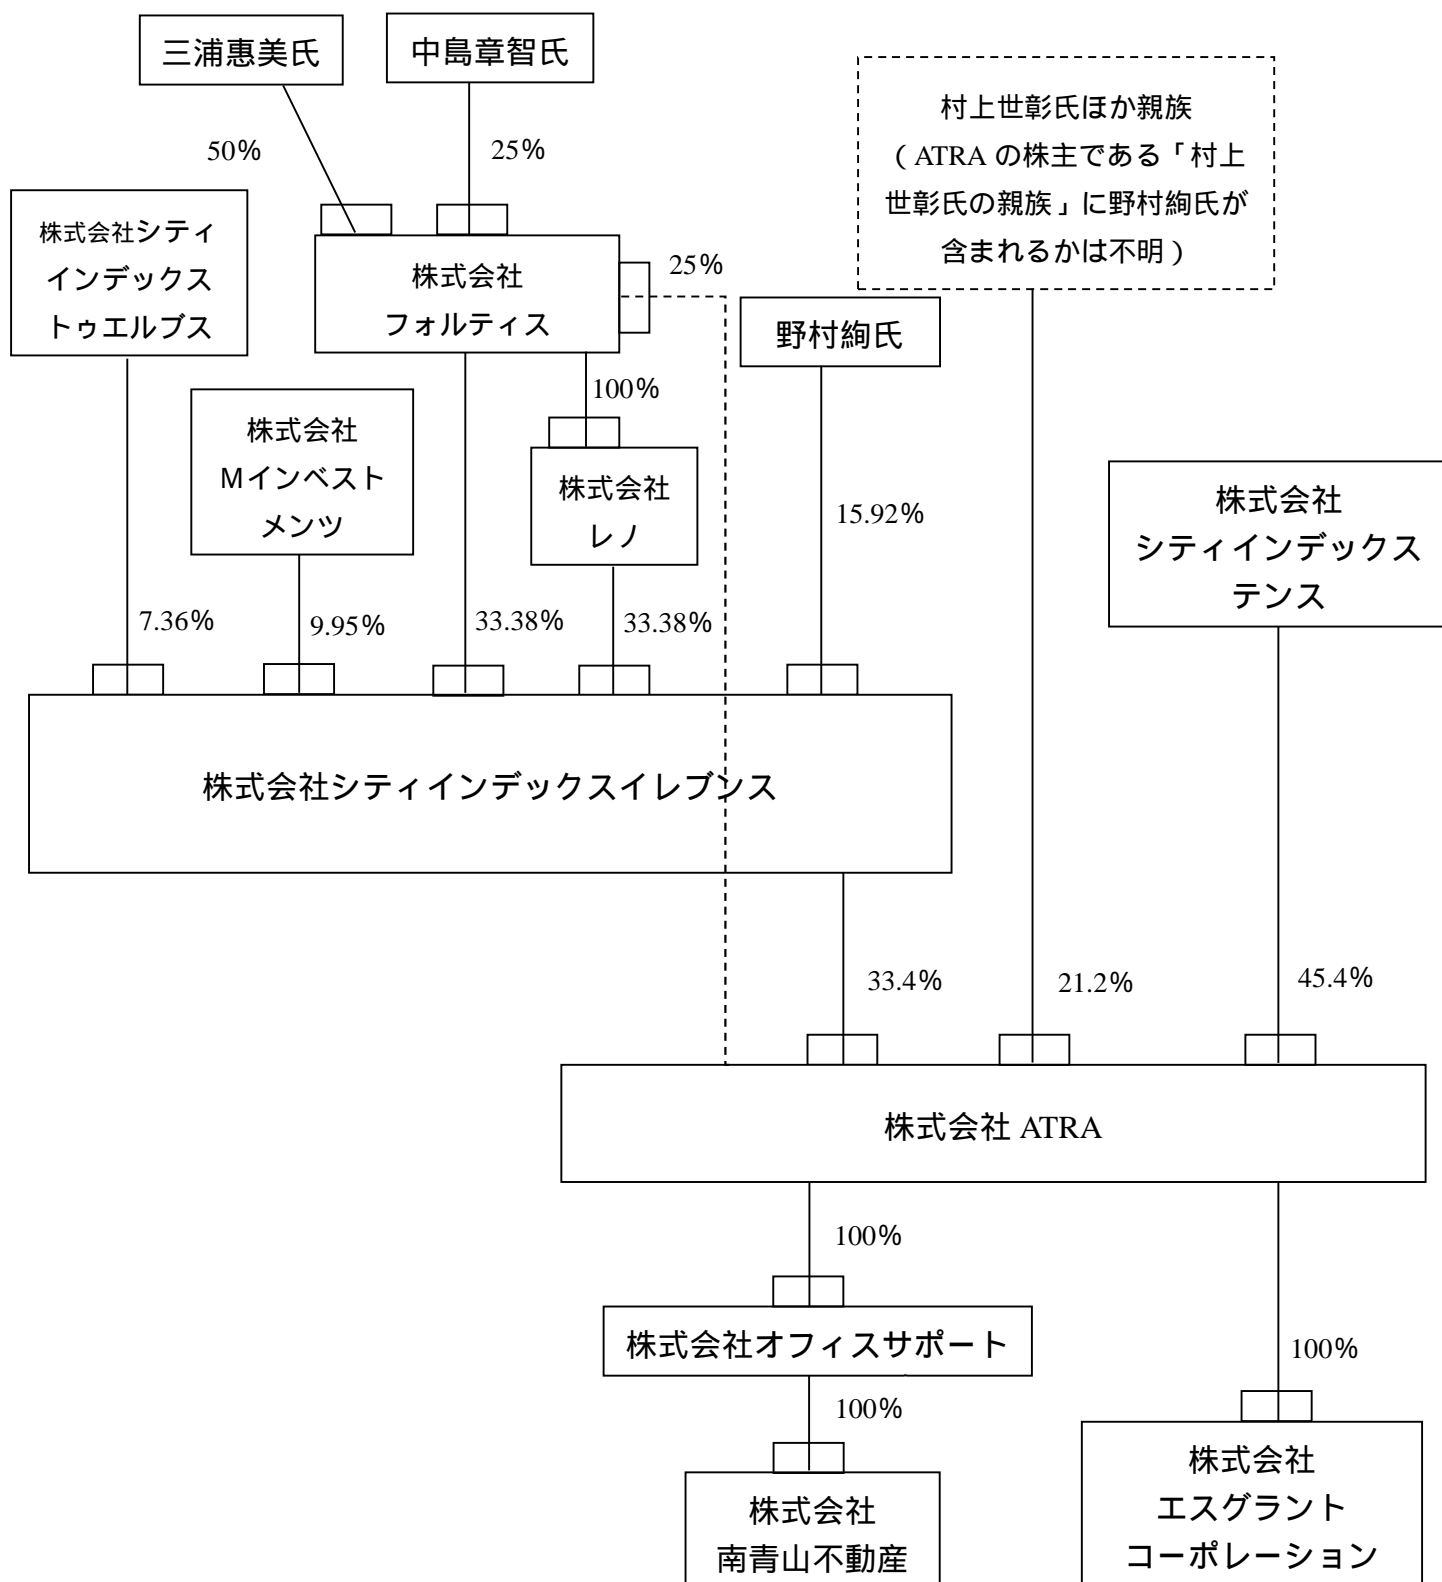 三浦惠美氏
中島章智氏
村上世彰氏ほか親族
（ATRAの株主である「村上
世彰氏の親族」に野村絢氏が
含まれるかは不明）
50％
25％
株式会社シティ
インデックス
トゥエルブス
株式会社
フォルティス
25％
野村絢氏
100％
株式会社
Ｍインベスト
メンツ
株式会社
レノ
15.92％
株式会社
シティインデックス
テンス
7.36％
9.95％
33.38％
33.38％
株式会社シティインデックスイレブンス
33.4％
21.2％
45.4％
株式会社 ATRA
100％
株式会社オフィスサポート
100％
100％
株式会社
南青山不動産
株式会社
エスグラント
コーポレーション